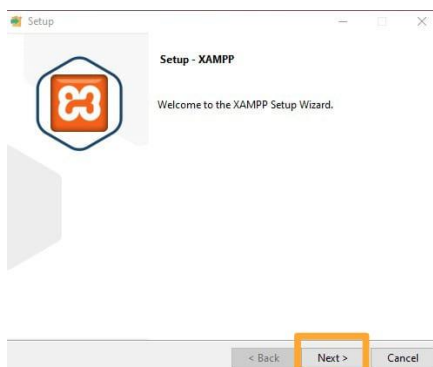 Setup
Setup - XAMPP
Welcome to the XAMPP Setup Wizard.
< Back Next > Cancel